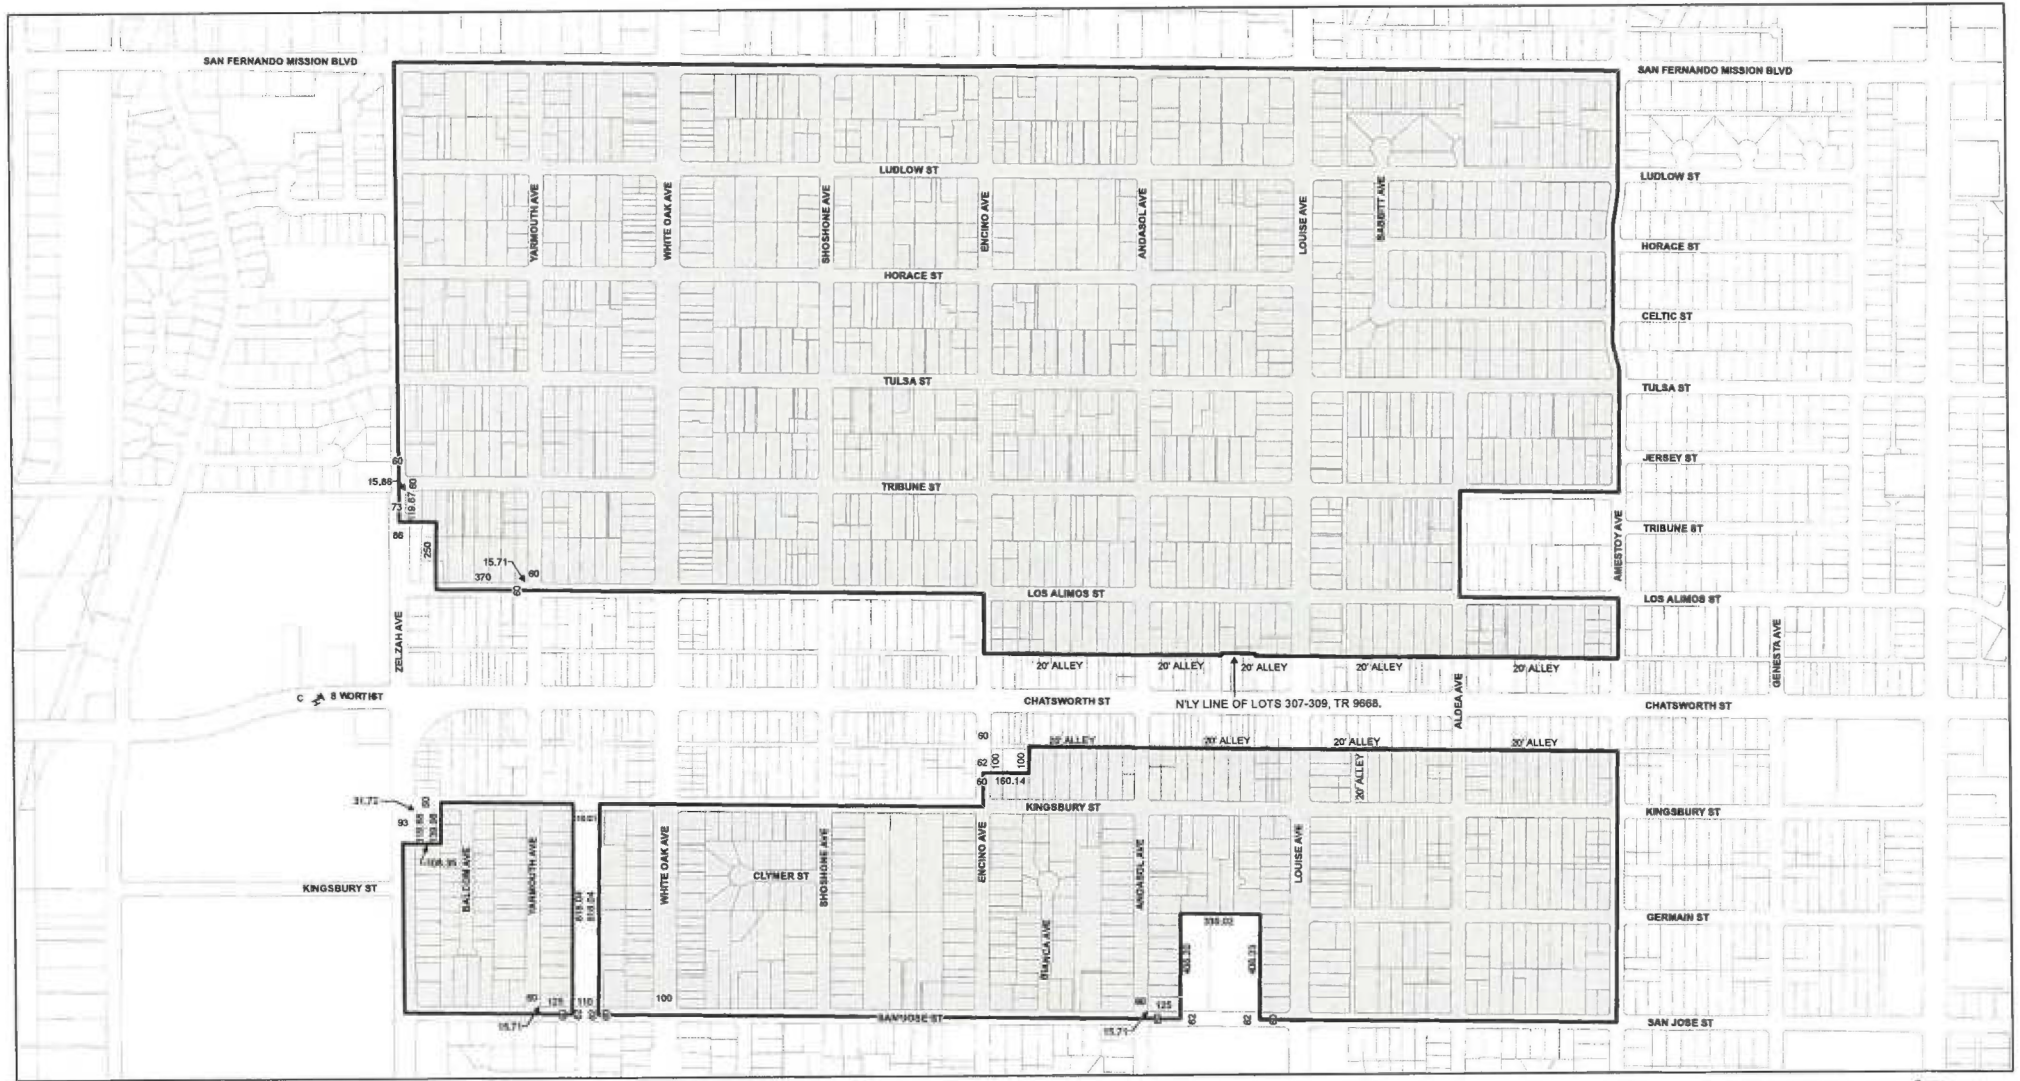 SAN FERNANDO MISSION BLVD
SAN FERNANDO MISSION BLVD
LUDLOW ST
LUDLOW ST
YARMOUTH AVE
WHITE OAK AVE
SHOSHONE AVE
ENCINO AVE
ANDASOL AVE
LOUISE AVE
BABBITT AVE
HORACE ST
HORACE ST
CELTIC ST
TULSA ST
TULSA ST
JERSEY ST
60
15.88
60
119.67
73
86
TRIBUNE ST
TRIBUNE ST
AMESTOY AVE
250
15.71
60
370
60
LOS ALIMOS ST
LOS ALIMOS ST
ZELZAH AVE
GENESTA AVE
20' ALLEY
20' ALLEY
20' ALLEY
20' ALLEY
20' ALLEY
ALDEA AVE
CHATSWORTH ST
N'LY LINE OF LOTS 307-309, TR 9668.
CHATSWORTH ST
60
62
100
100
60
160.14
20' ALLEY
20' ALLEY
20' ALLEY
20' ALLEY
20' ALLEY
31.72
60
93
KINGSBURY ST
KINGSBURY ST
KINGSBURY ST
BALCOM AVE
YARMOUTH AVE
WHITE OAK AVE
CLYMER ST
SHOSHONE AVE
ENCINO AVE
BIANCA AVE
ANDASOL AVE
LOUISE AVE
GERMAIN ST
60
125
110
60
62
62
60
15.71
100
SAN JOSE ST
60
125
15.71
62
62
60
SAN JOSE ST